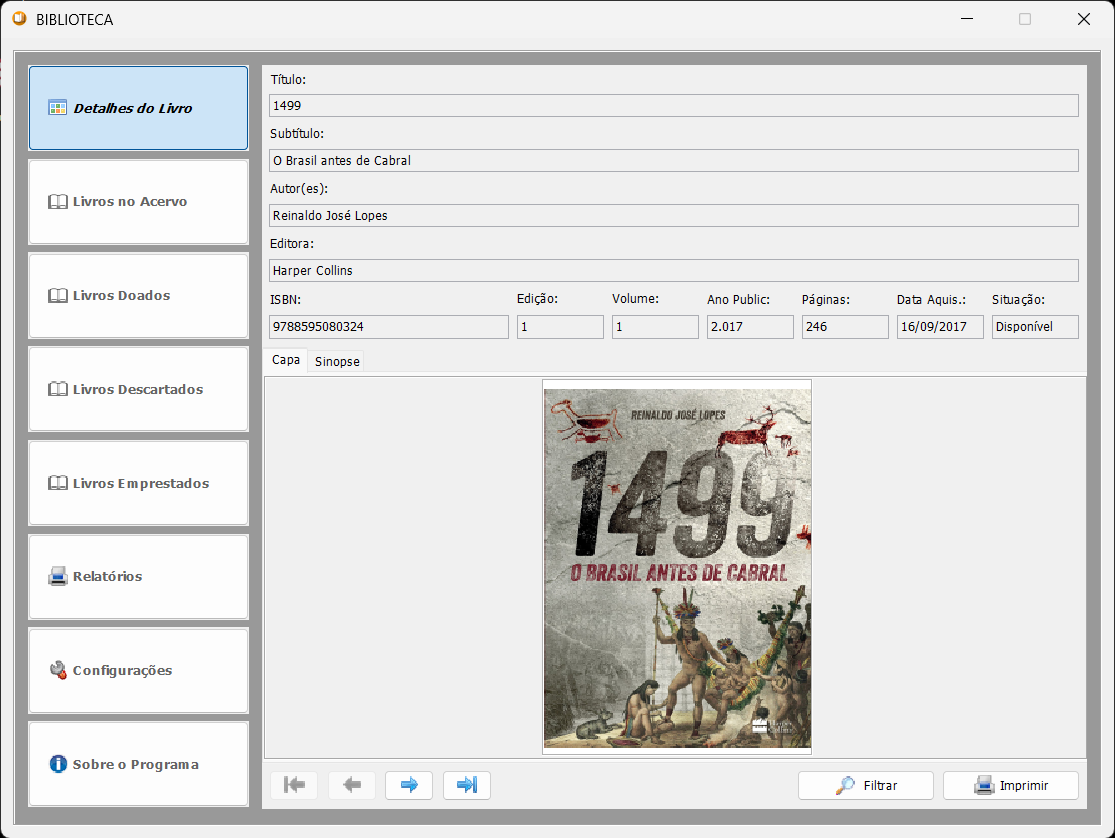 BIBLIOTECA
Detalhes do Livro
Livros no Acervo
Livros Doados
Livros Descartados
Livros Emprestados
Relatórios
Configurações
Sobre o Programa
Título:
1499
Subtítulo:
O Brasil antes de Cabral
Autor(es):
Reinaldo José Lopes
Editora:
Harper Collins
ISBN: Edição: Volume: Ano Public: Páginas: Data Aquis.: Situação:
9788595080324 1 1 2.017 246 16/09/2017 Disponível
Capa Sinopse
REINALDO JOSÉ LOPES
1499
O BRASIL ANTES DE CABRAL
Filtrar Imprimir